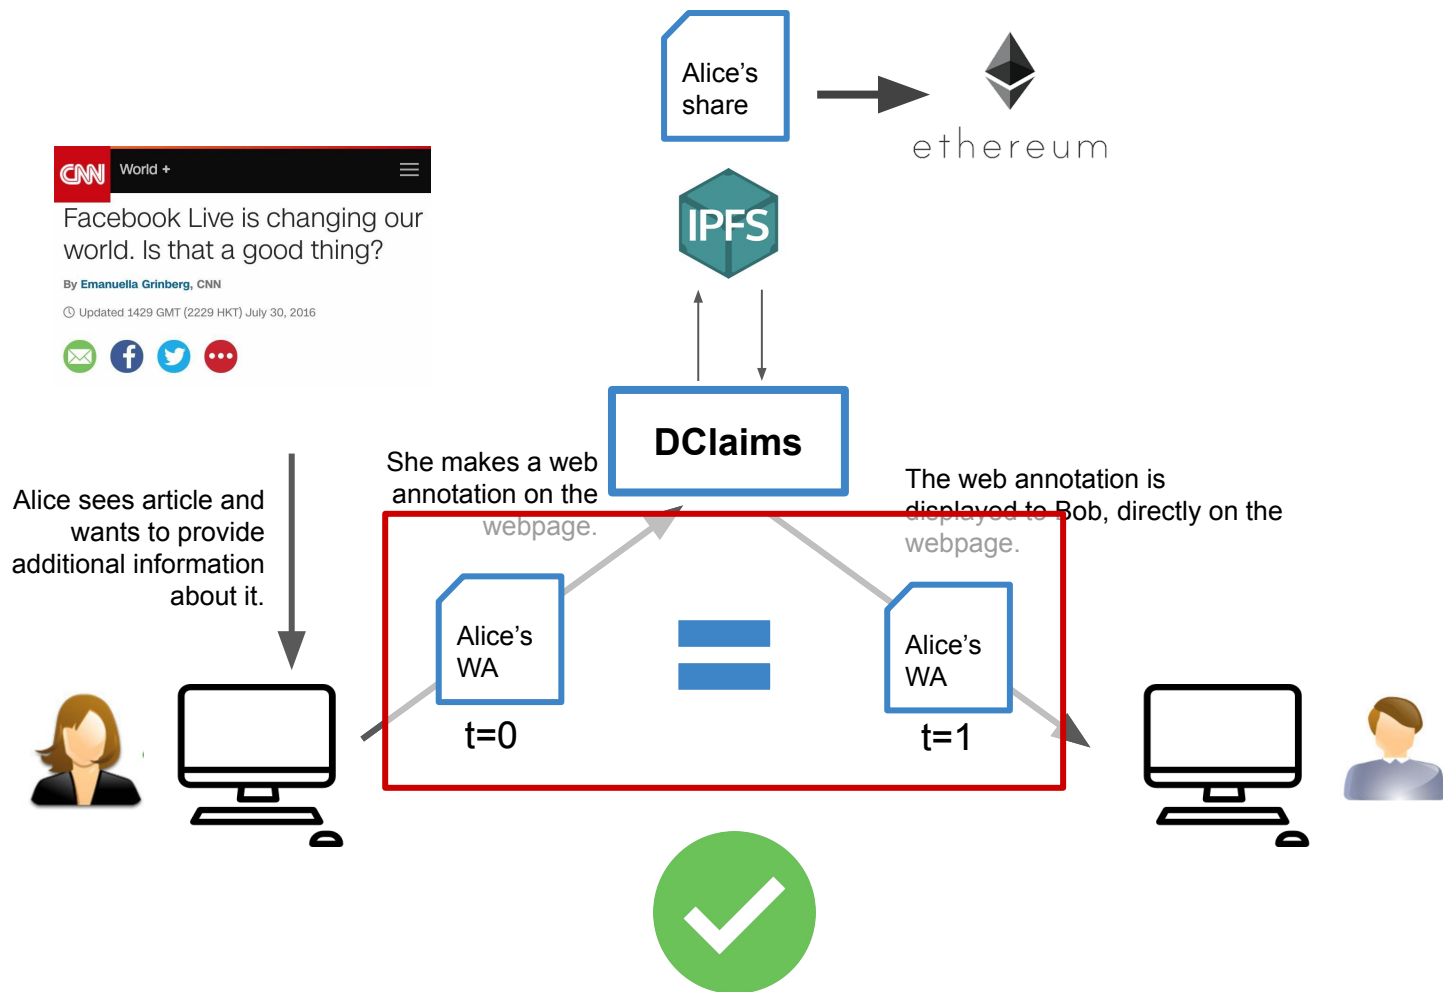 Alice's
share
ethereum
CNN
World +
Facebook Live is changing our
world. Is that a good thing?
By Emanuella Grinberg, CNN
Updated 1429 GMT (2229 HKT) July 30, 2016
IPFS
DClaims
Alice sees article and
wants to provide
additional information
about it.
She makes a web
annotation on the
webpage.
The web annotation is
displayed to Bob, directly on the
webpage.
Alice's
WA
t=0
Alice's
WA
t=1